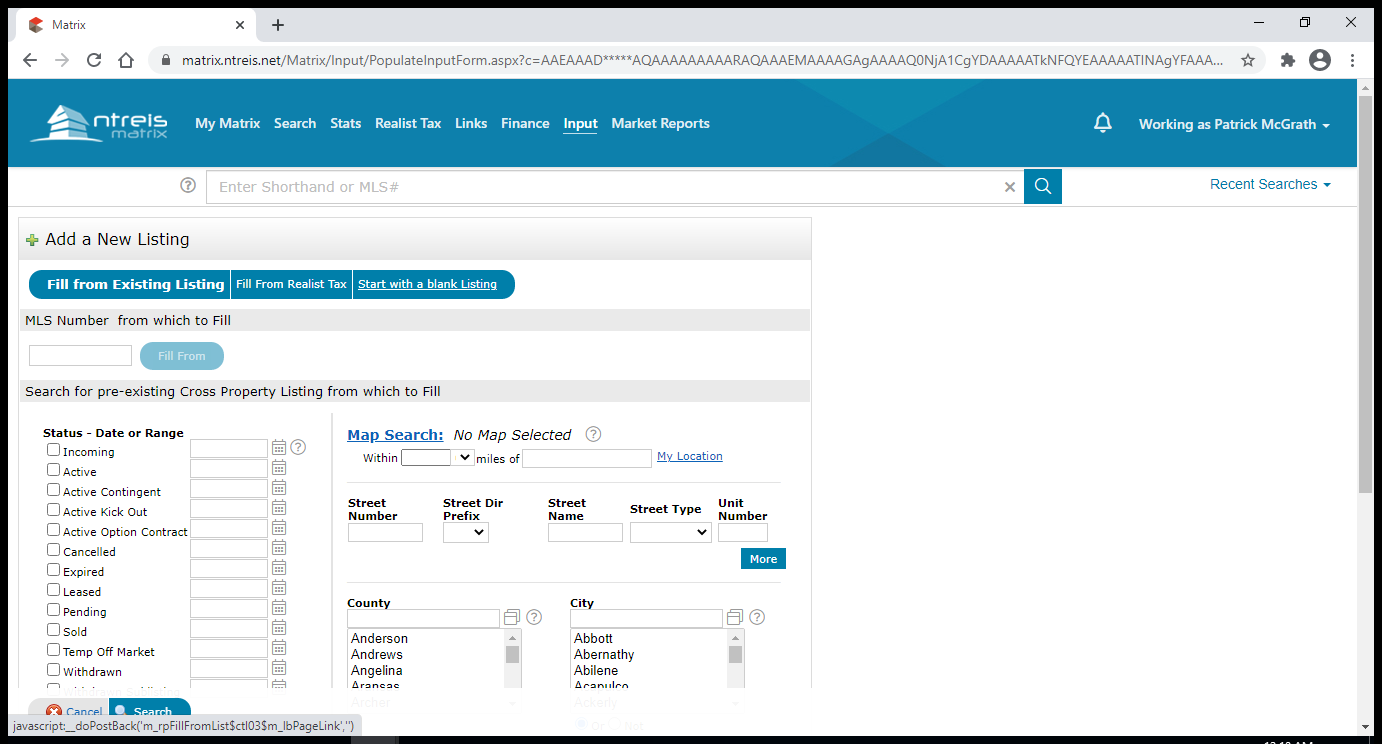 Matrix
matrix.ntreis.net/Matrix/Input/PopulateInputForm.aspx?c=AAEAAAD*****AQAAAAAAAAARAQAAAEMAAAAGAgAAAAQ0NjA1CgYDAAAAATkNFQYEAAAAATINAgYFAAA...
ntreis matrix
My Matrix Search Stats Realist Tax Links Finance Input Market Reports
Working as Patrick McGrath
Enter Shorthand or MLS#
Recent Searches
Add a New Listing
Fill from Existing Listing Fill From Realist Tax Start with a blank Listing
MLS Number from which to Fill
Fill From
Search for pre-existing Cross Property Listing from which to Fill
Status - Date or Range
Incoming
Active
Active Contingent
Active Kick Out
Active Option Contract
Cancelled
Expired
Leased
Pending
Sold
Temp Off Market
Withdrawn
Map Search: No Map Selected
Within miles of My Location
Street Number Street Dir Prefix Street Name Street Type Unit Number
More
County
Anderson
Andrews
Angelina
Aransas
Archer
City
Abbott
Abernathy
Abilene
Acapulco
Ackerly
Or Not
Cancel Search
javascript:__doPostBack('m_rpFillFromList$ctl03$m_lbPageLink','')